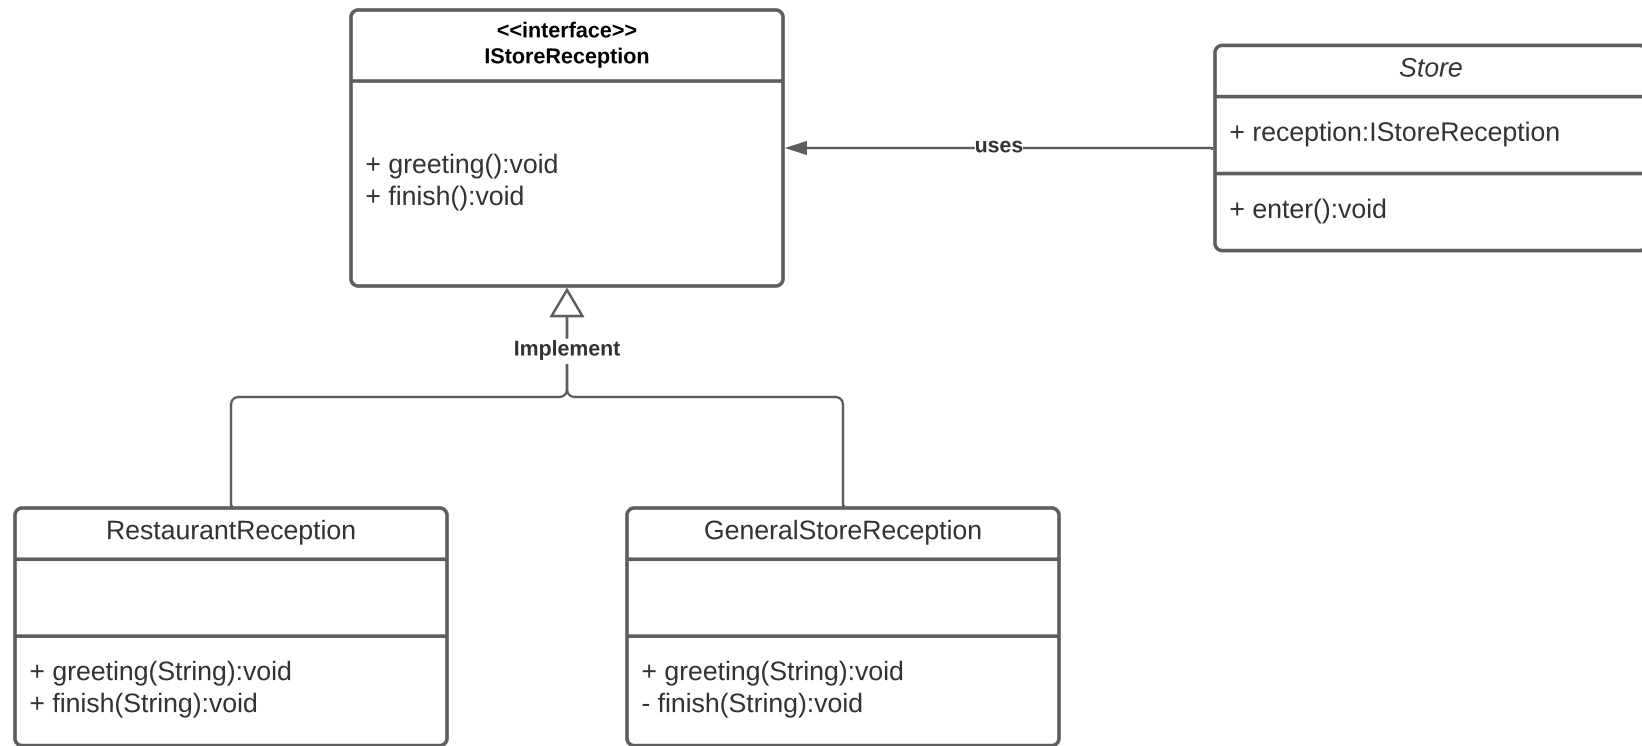 <<interface>>
IStoreReception
+ greeting():void
+ finish():void
uses
Store
+ reception:IStoreReception
+ enter():void
Implement
RestaurantReception
+ greeting(String):void
+ finish(String):void
GeneralStoreReception
+ greeting(String):void
- finish(String):void